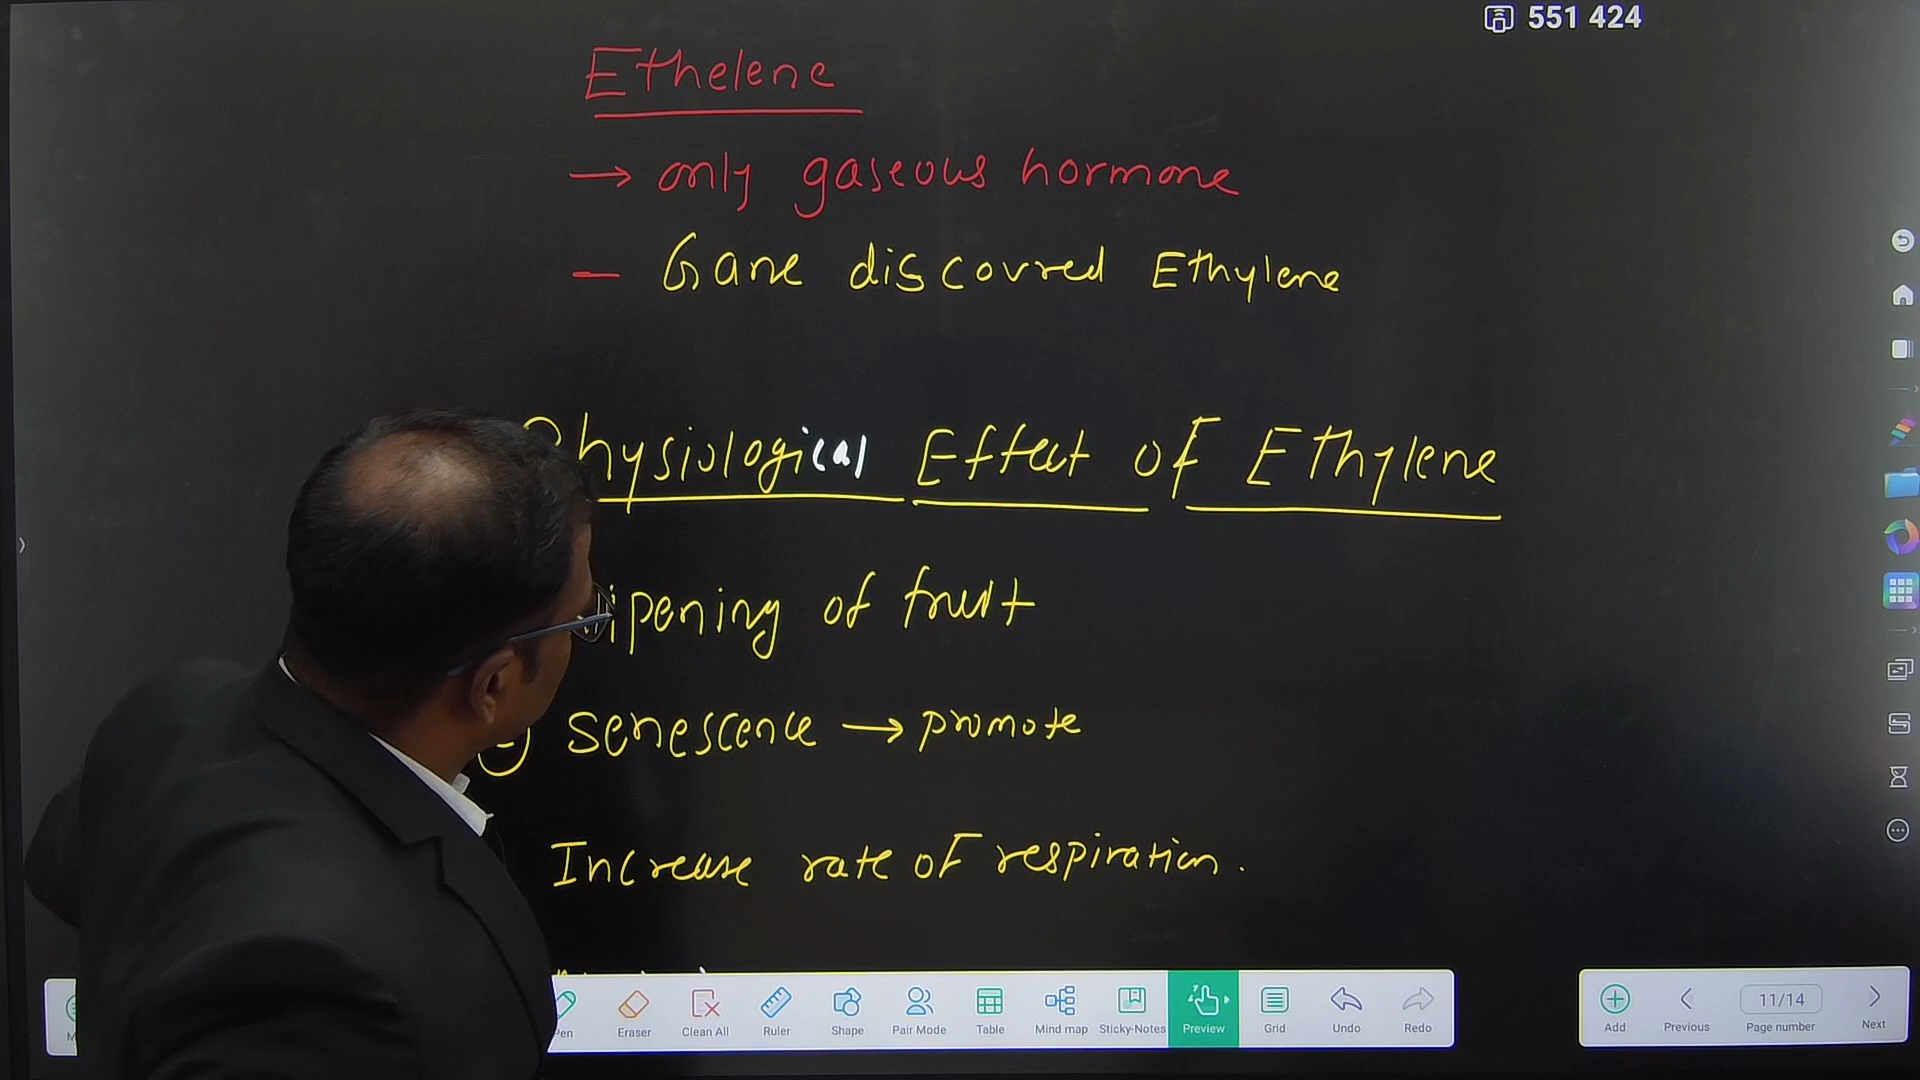 551 424
Ethelene
→ only gaseous hormone
— Gane discovred Ethylene
Physiological Effect of Ethylene
ipening of fruit
senescence → promote
Increase rate of respiration.
Pen Eraser Clean All Ruler Shape Pair Mode Table Mind map Sticky-Notes Preview Grid Undo Redo
Add Previous 11/14 Page number Next